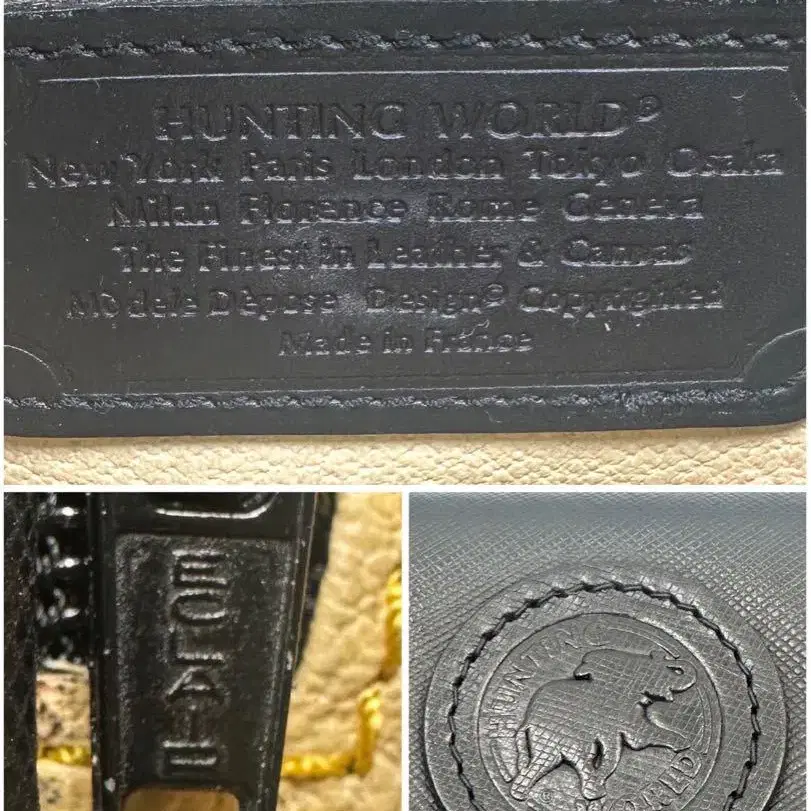 HUNTING WORLD®
New York Paris London Tokyo Osaka
Milan Florence Rome Geneva
The Finest in Leather & Canvas
Modele Dèpose Design© Copyrighted
Made in France
ECLAIR
HUNTING
WORLD